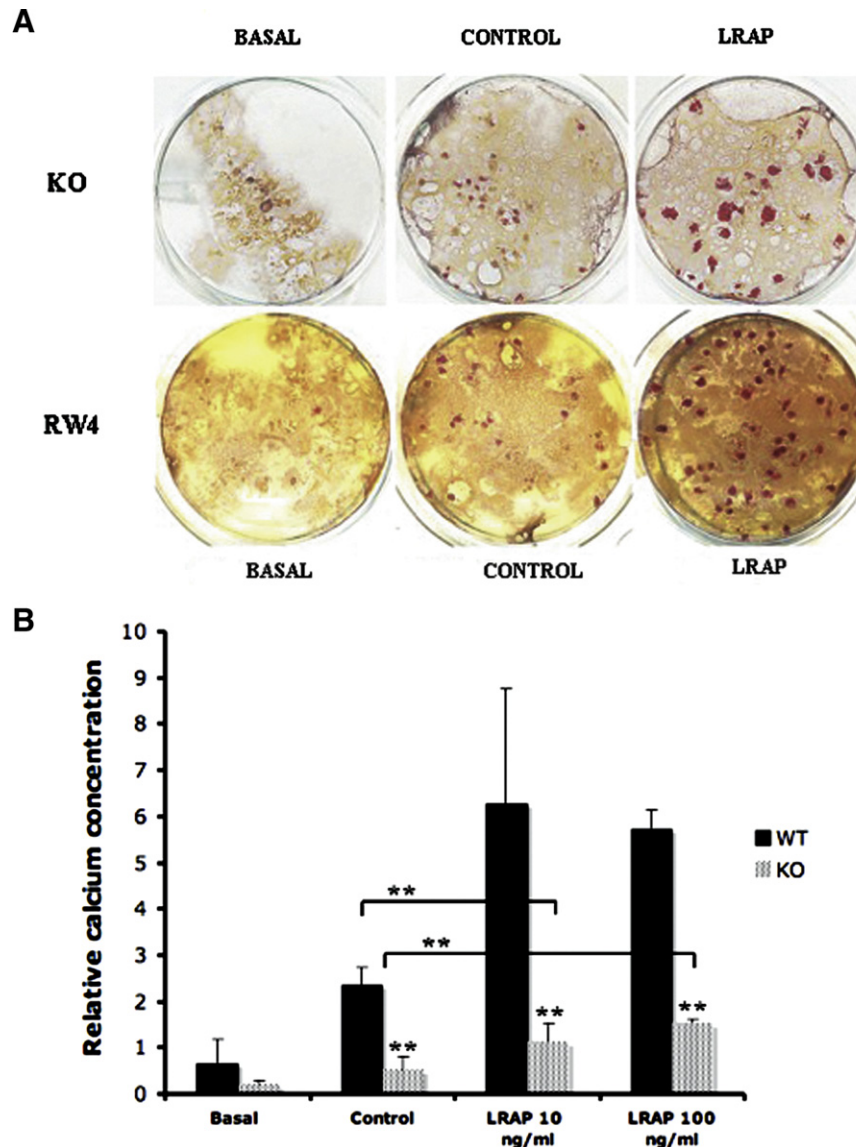 A
BASAL CONTROL LRAP
KO
RW4
BASAL CONTROL LRAP
B
10
9
8
7
6
5
4
3
2
1
0
Relative calcium concentration
**
**
**
**
**
WT
KO
Basal Control LRAP 10 ng/ml LRAP 100 ng/ml